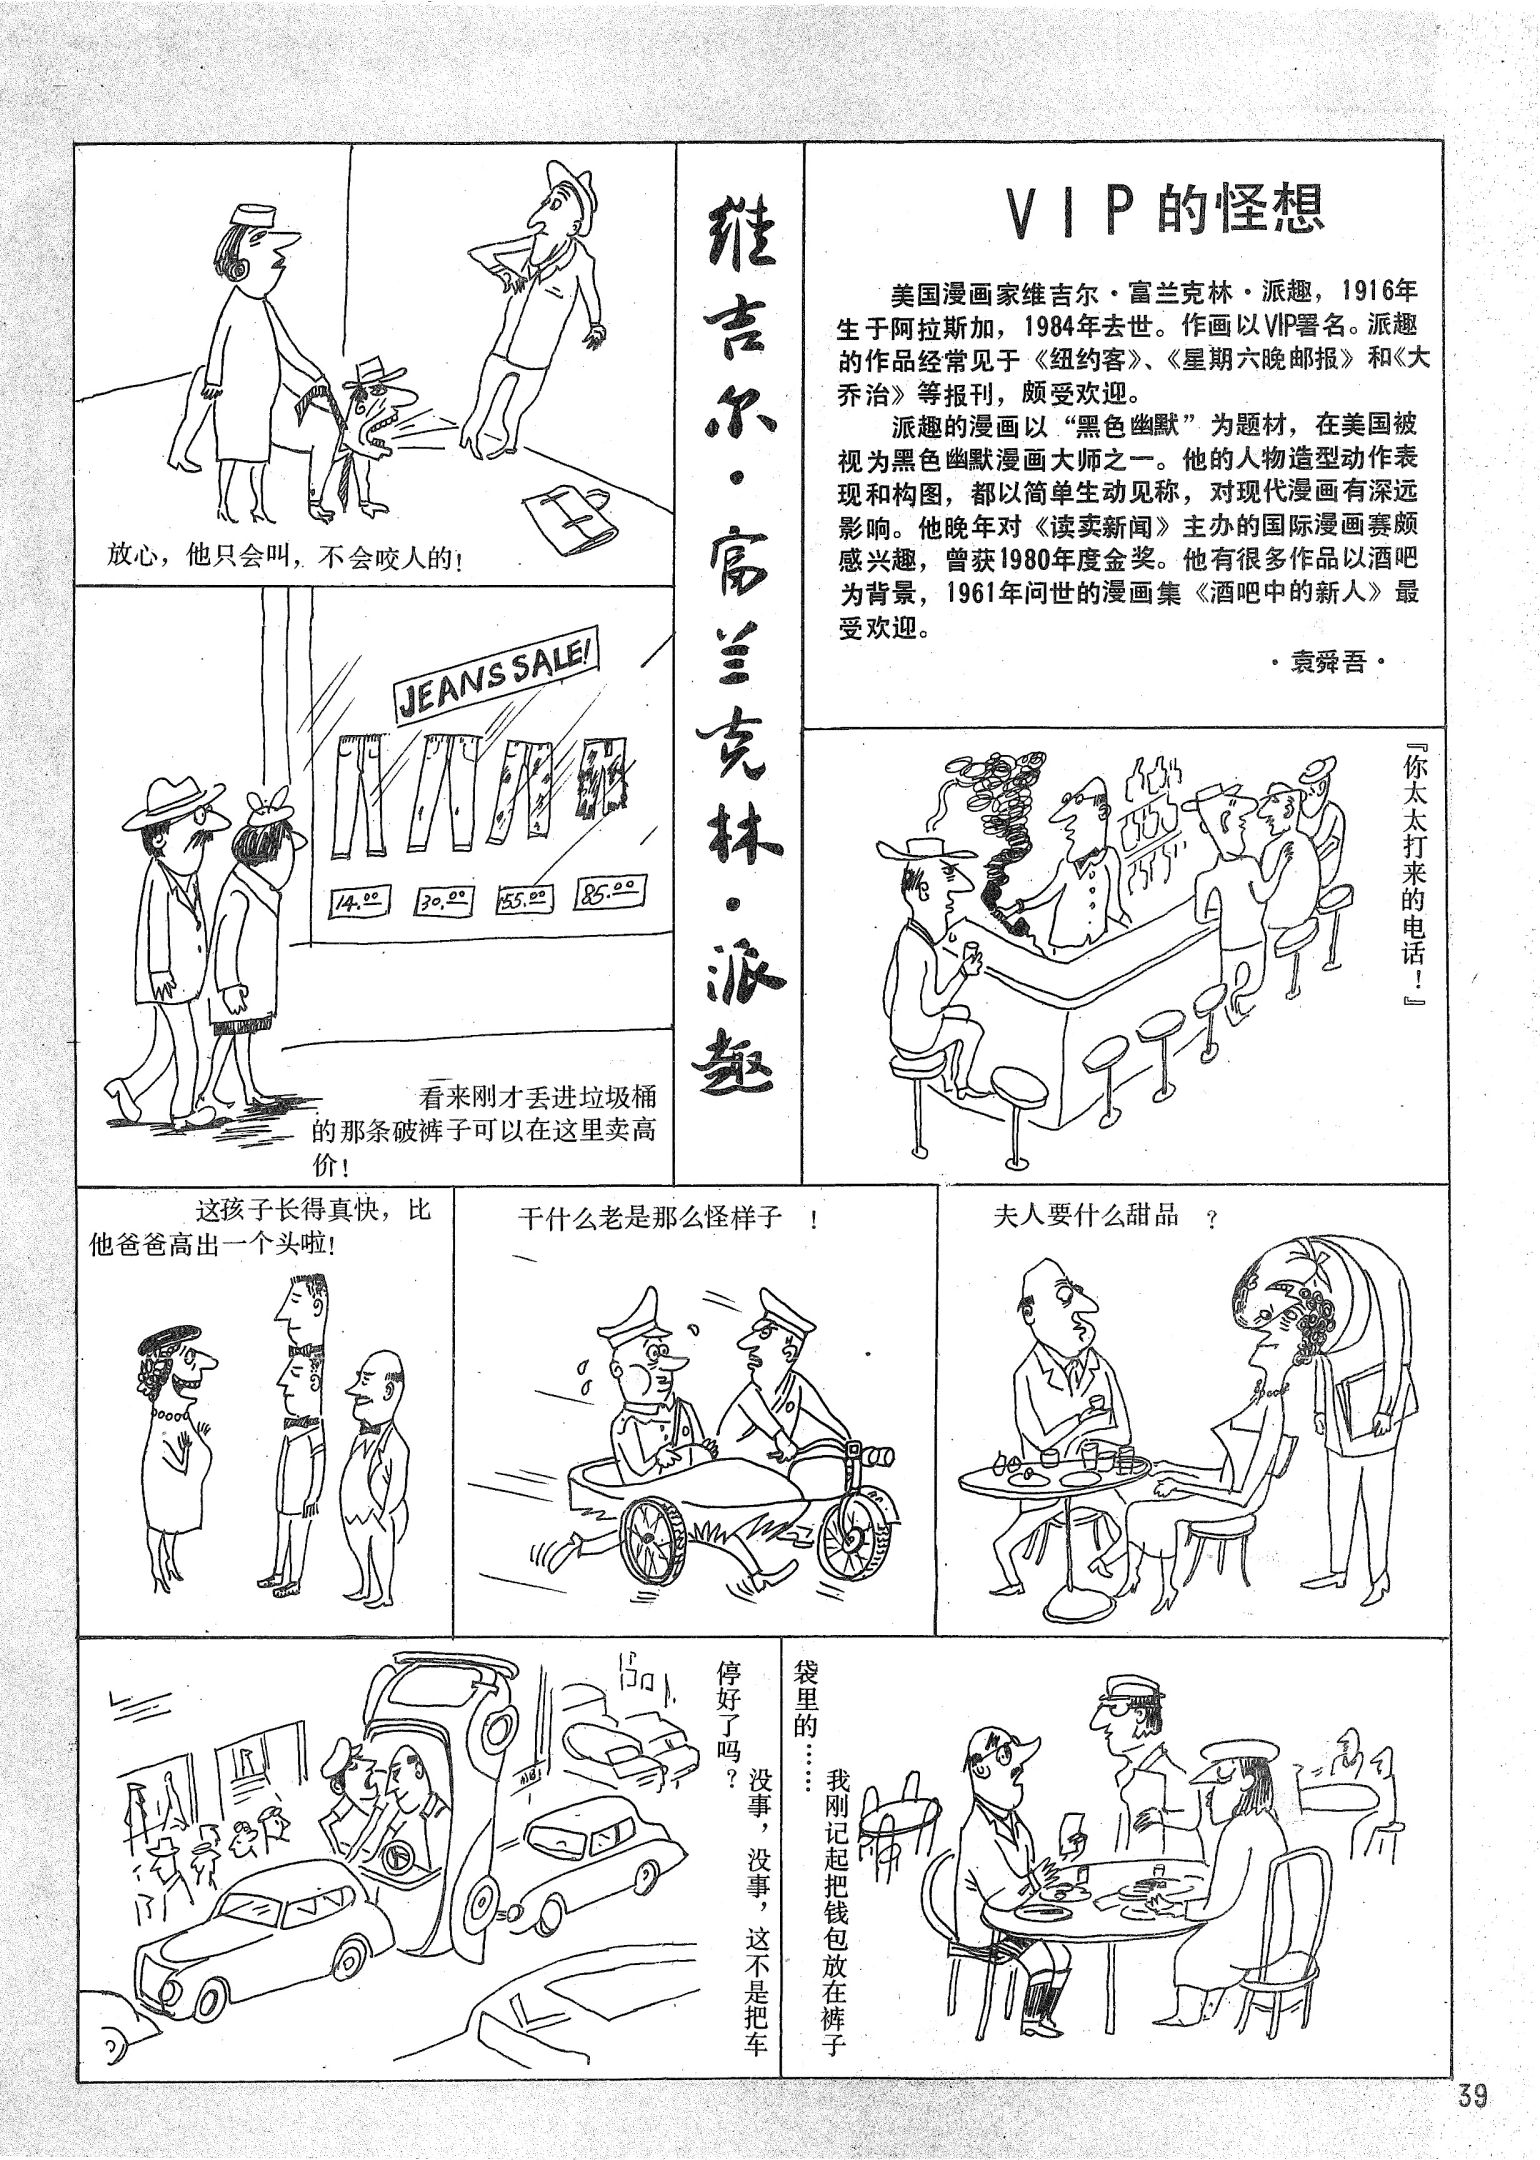 VIP的怪想
美国漫画家维吉尔·富兰克林·派趣，1916年
生于阿拉斯加，1984年去世。作画以VIP署名。派趣
的作品经常见于《纽约客》、《星期六晚邮报》和《大
乔治》等报刊，颇受欢迎。
派趣的漫画以“黑色幽默”为题材，在美国被
视为黑色幽默漫画大师之一。他的人物造型动作表
现和构图，都以简单生动见称，对现代漫画有深远
影响。他晚年对《读卖新闻》主办的国际漫画赛颇
感兴趣，曾获1980年度金奖。他有很多作品以酒吧
为背景，1961年问世的漫画集《酒吧中的新人》最
受欢迎。
·袁舜吾·
维吉尔·富兰克林·派趣
放心，他只会叫，不会咬人的！
JEANS SALE!
14.00
30.00
55.00
85.00
看来刚才丢进垃圾桶
的那条破裤子可以在这里卖高
价！
『你太太打来的电话！』
这孩子长得真快，比
他爸爸高出一个头啦！
干什么老是那么怪样子！
夫人要什么甜品？
没事，没事，这不是把车
停好了吗？
我刚记起把钱包放在裤子
袋里的……
39